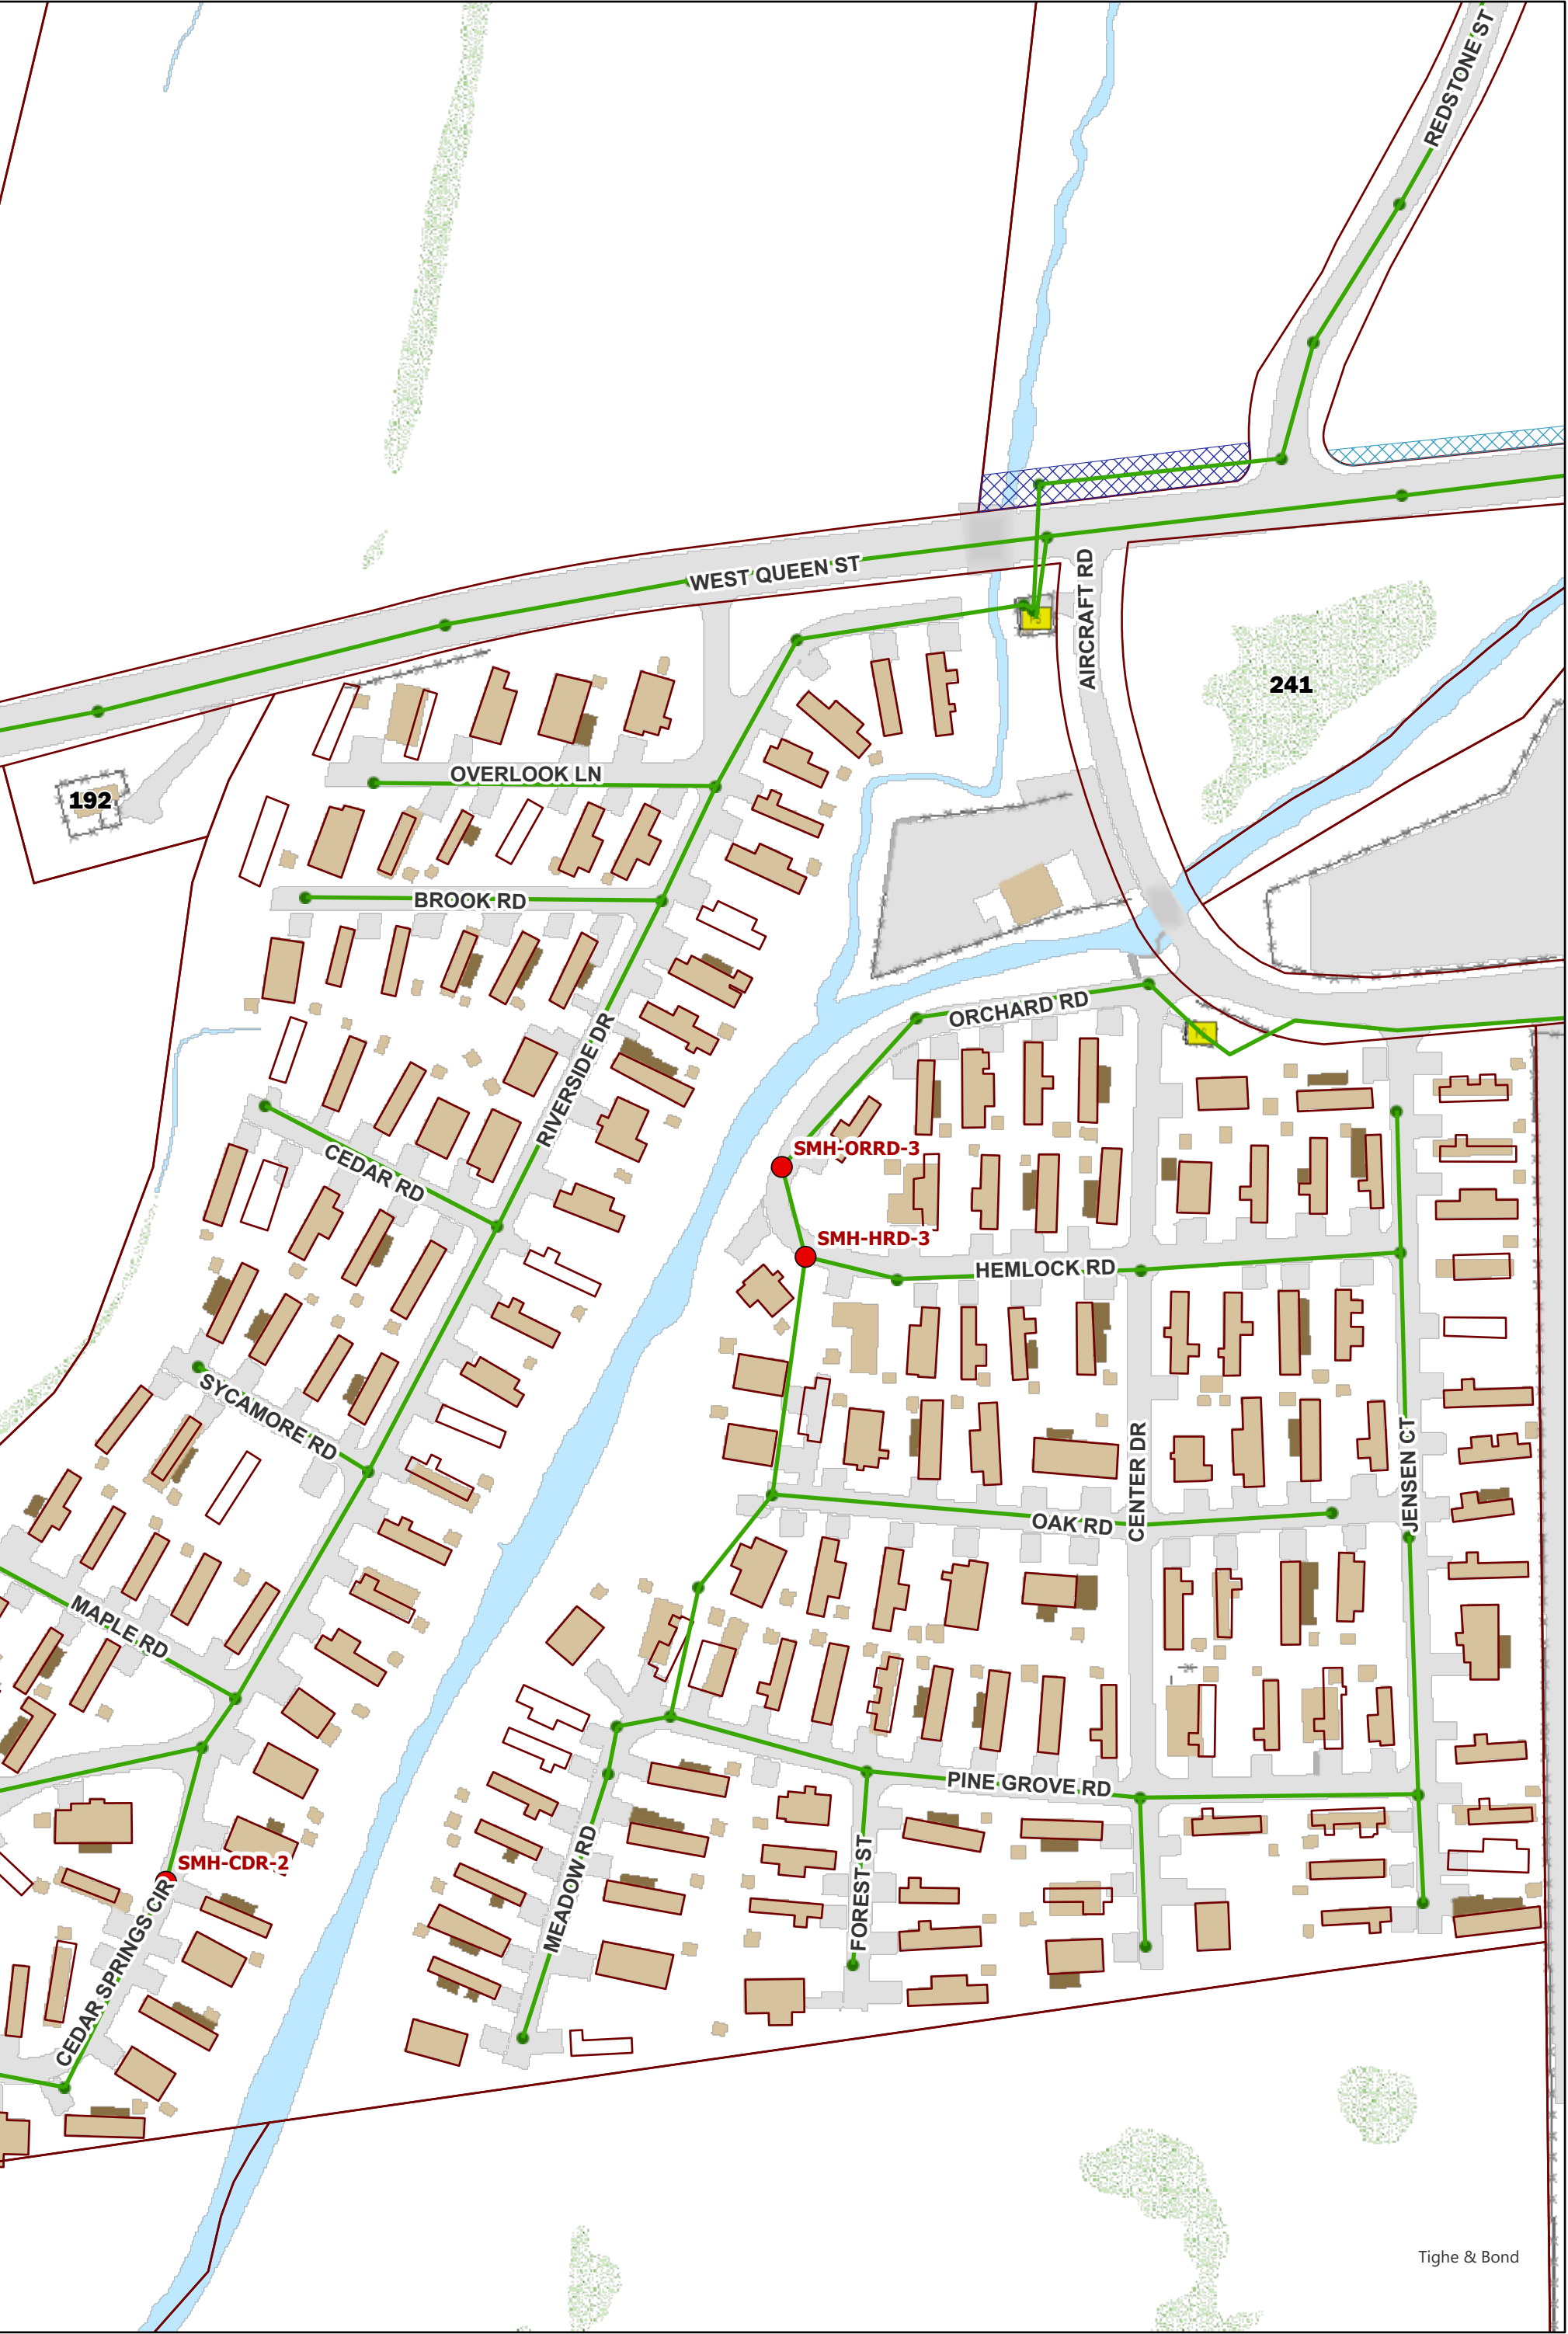 REDSTONE ST
WEST QUEEN ST
AIRCRAFT RD
241
OVERLOOK LN
192
BROOK RD
ORCHARD RD
RIVERSIDE DR
SMH-ORRD-3
CEDAR RD
SMH-HRD-3
HEMLOCK RD
SYCAMORE RD
CENTER DR
JENSEN CT
OAK RD
MAPLE RD
PINE GROVE RD
SMH-CDR-2
MEADOW RD
FOREST ST
CEDAR SPRINGS CIR
Tighe & Bond